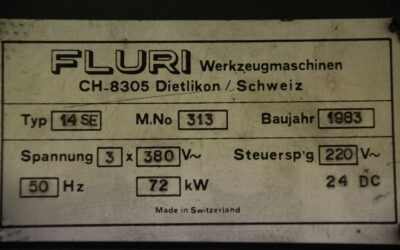 FLURI Werkzeugmaschinen
CH-8305 Dietlikon / Schweiz
Typ 14 SE M.No 313 Baujahr 1983
Spannung 3 x 380 V~ Steuersp'g 220 V~
50 Hz 72 kW 24 DC
Made in Switzerland